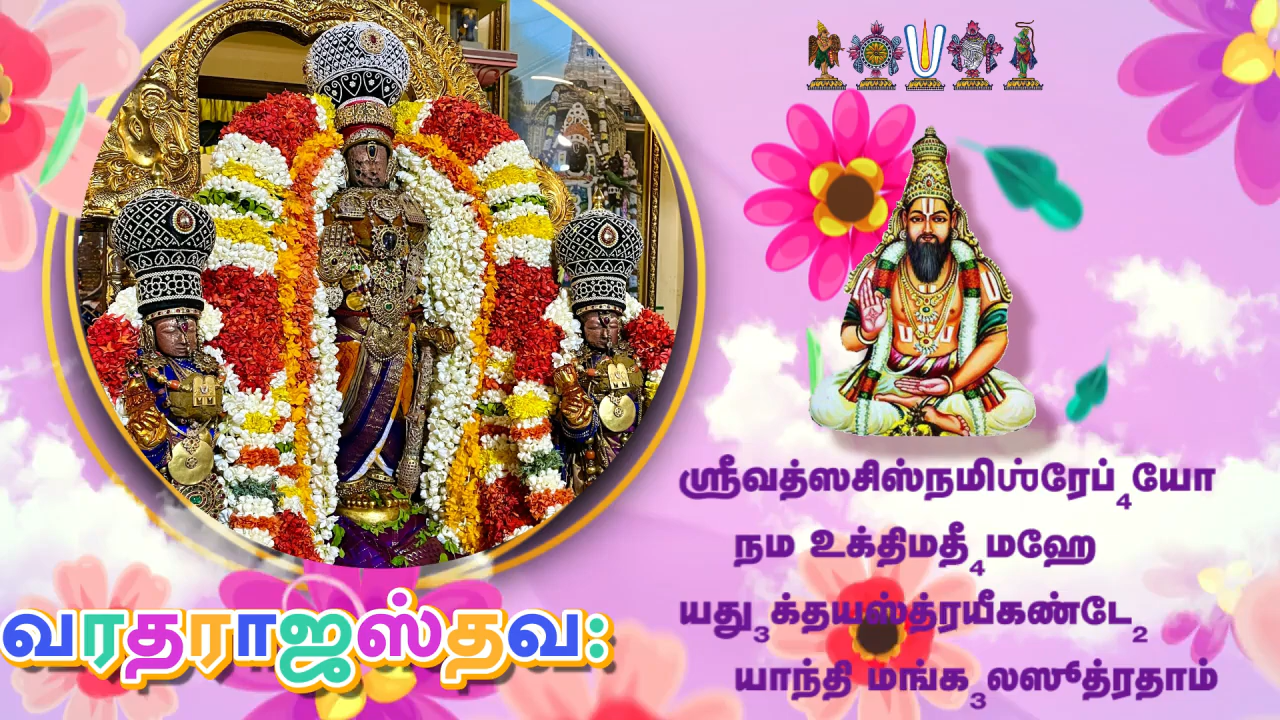 வரதராஜஸ்தவ:
ஸ்ரீவத்ஸசிஸ்நமிஶ்ரேப்₄யோ
நம உக்திமதீ₄மஹே
யது₃க்தயஸ்த்ரயீகண்டே₂
யாந்தி மங்க₃லஸூத்ரதாம்